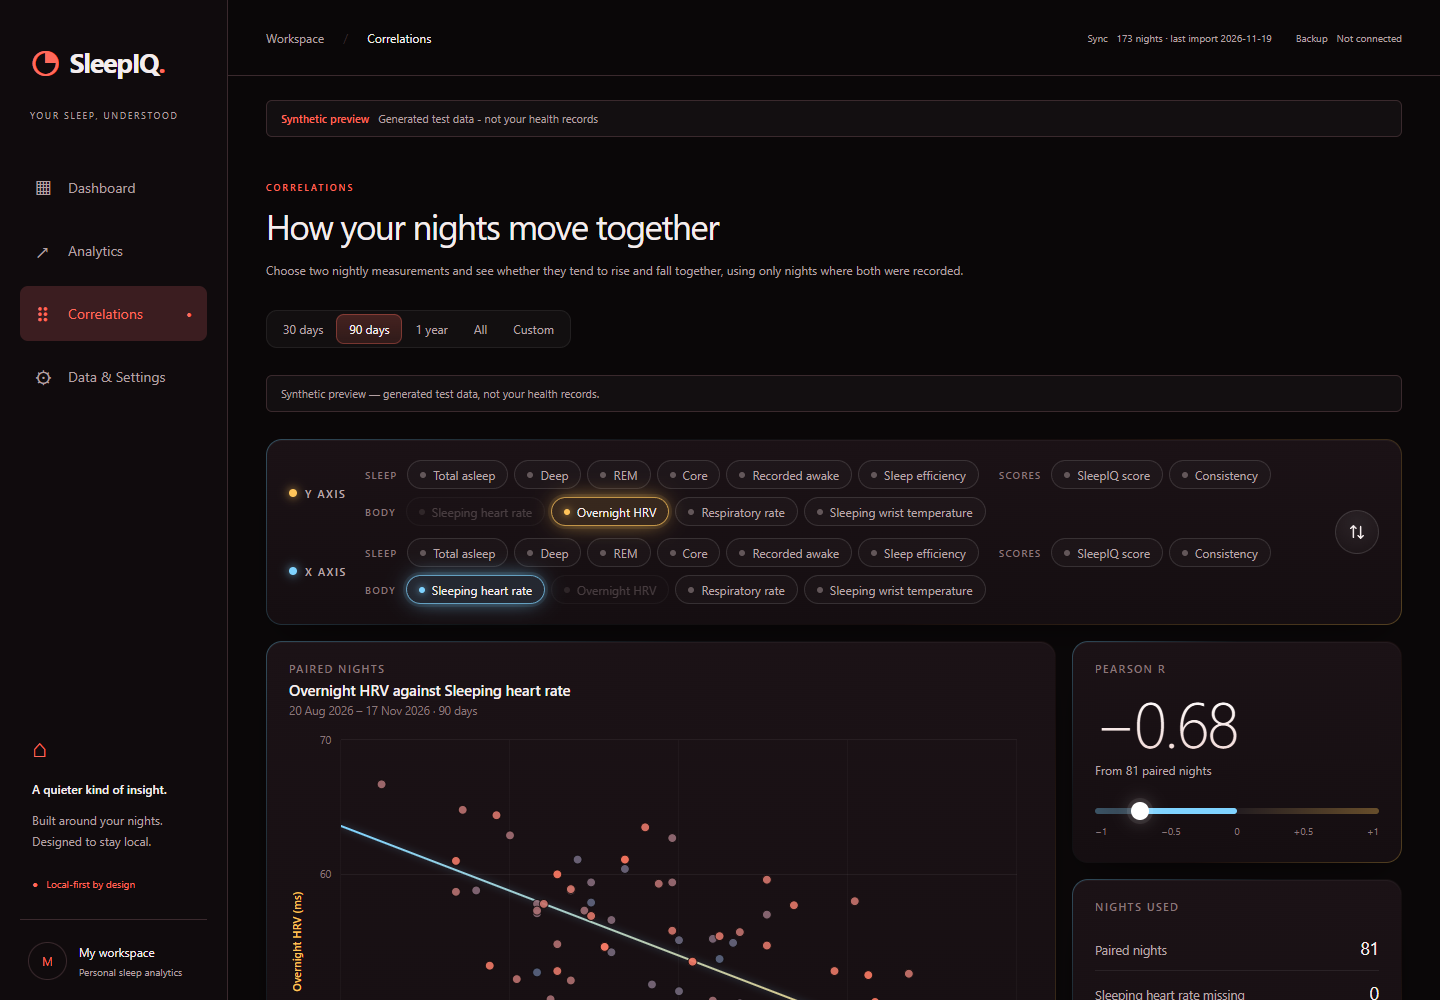 SleepIQ.
YOUR SLEEP, UNDERSTOOD
Dashboard
Analytics
Correlations
Data & Settings
A quieter kind of insight.
Built around your nights.
Designed to stay local.
Local-first by design
M
My workspace
Personal sleep analytics
Workspace / Correlations
Sync 173 nights · last import 2026-11-19 Backup Not connected
Synthetic preview Generated test data - not your health records
CORRELATIONS
How your nights move together
Choose two nightly measurements and see whether they tend to rise and fall together, using only nights where both were recorded.
30 days 90 days 1 year All Custom
Synthetic preview — generated test data, not your health records.
Y AXIS
SLEEP Total asleep Deep REM Core Recorded awake Sleep efficiency SCORES SleepIQ score Consistency
BODY Sleeping heart rate Overnight HRV Respiratory rate Sleeping wrist temperature
X AXIS
SLEEP Total asleep Deep REM Core Recorded awake Sleep efficiency SCORES SleepIQ score Consistency
BODY Sleeping heart rate Overnight HRV Respiratory rate Sleeping wrist temperature
PAIRED NIGHTS
Overnight HRV against Sleeping heart rate
20 Aug 2026 – 17 Nov 2026 · 90 days
70
60
Overnight HRV (ms)
PEARSON R
−0.68
From 81 paired nights
−1 −0.5 0 +0.5 +1
NIGHTS USED
Paired nights 81
Sleeping heart rate missing 0